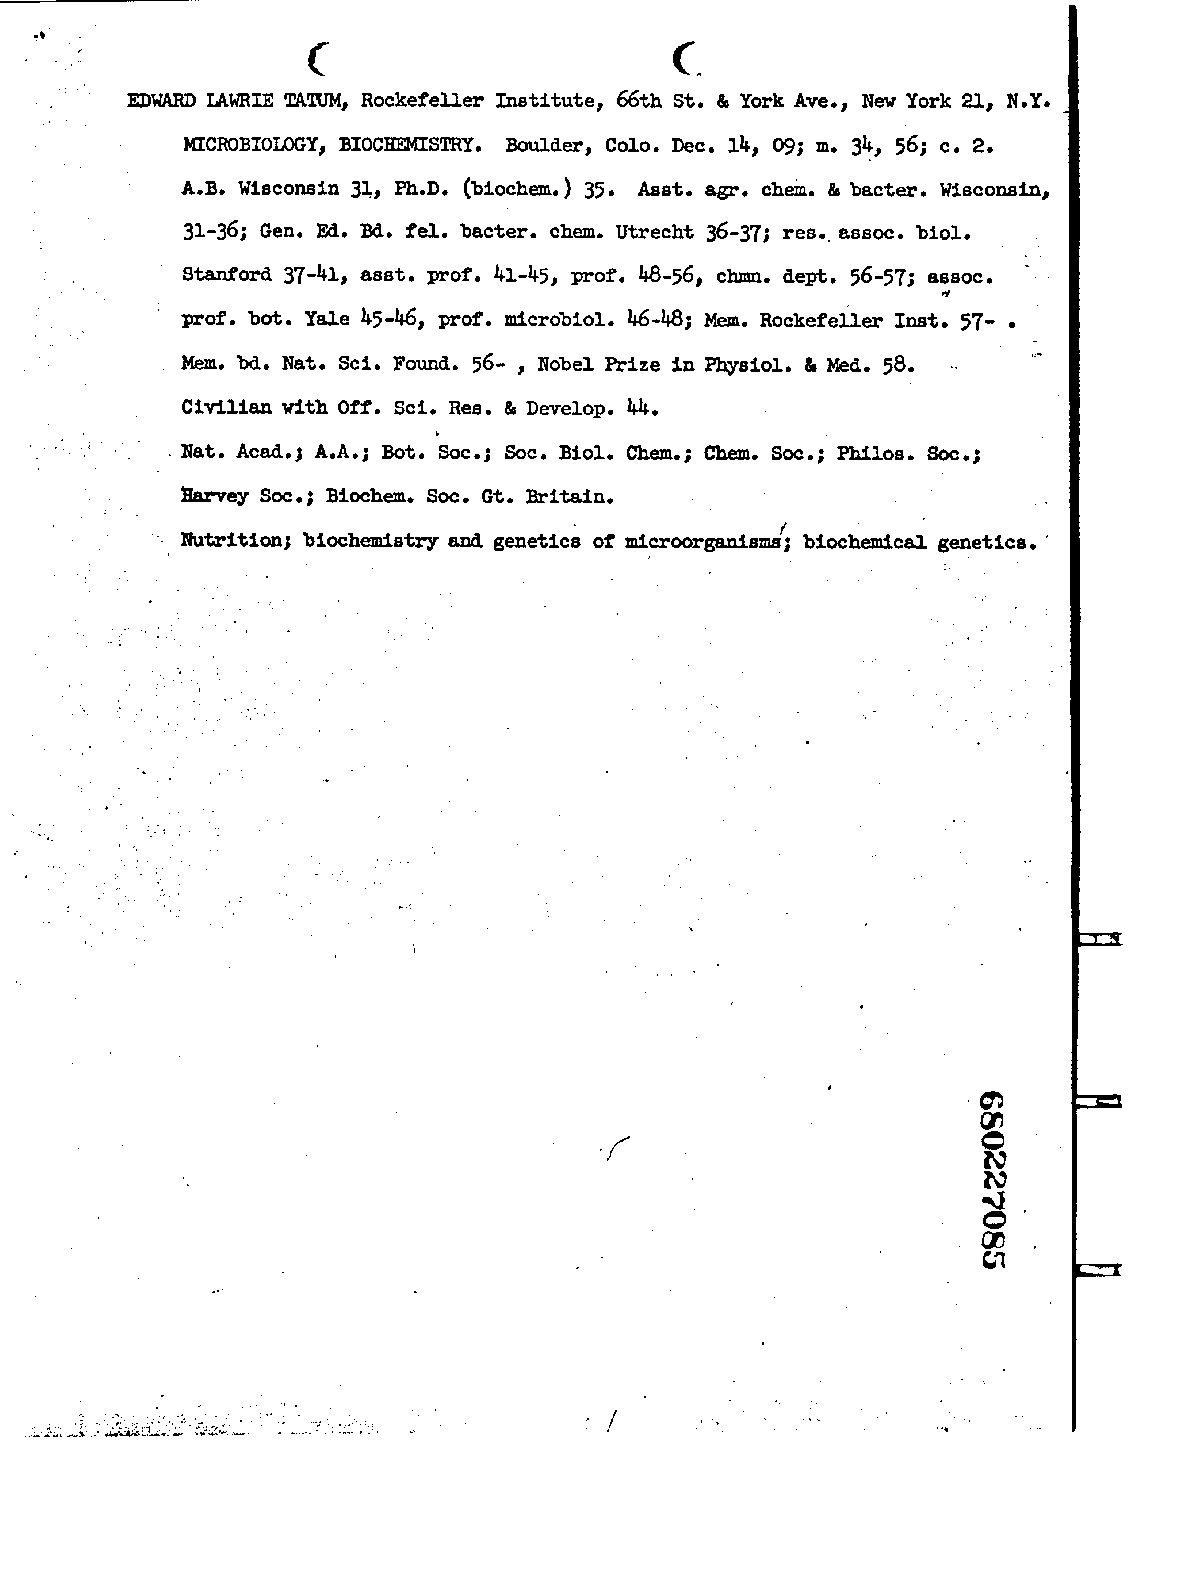 EDWARD LAWRIE TATUM, Rockefeller Institute, 66th St. & York Ave., New York 21, N.Y.
MICROBIOLOGY, BIOCHEMISTRY. Boulder, Colo. Dec. 14, 09; m. 34, 56; c. 2.
A.B. Wisconsin 31, Ph.D. (biochem.) 35. Asst. agr. chem. & bacter. Wisconsin,
31-36; Gen. Ed. Bd. fel. bacter. chem. Utrecht 36-37; res. assoc. biol.
Stanford 37-41, asst. prof. 41-45, prof. 48-56, chmn. dept. 56-57; assoc.
prof. bot. Yale 45-46, prof. microbiol. 46-48; Mem. Rockefeller Inst. 57- .
Mem. bd. Nat. Sci. Found. 56- , Nobel Prize in Physiol. & Med. 58.
Civilian with Off. Sci. Res. & Develop. 44.
Nat. Acad.; A.A.; Bot. Soc.; Soc. Biol. Chem.; Chem. Soc.; Philos. Soc.;
Harvey Soc.; Biochem. Soc. Gt. Britain.
Nutrition; biochemistry and genetics of microorganisms; biochemical genetics.
680227085